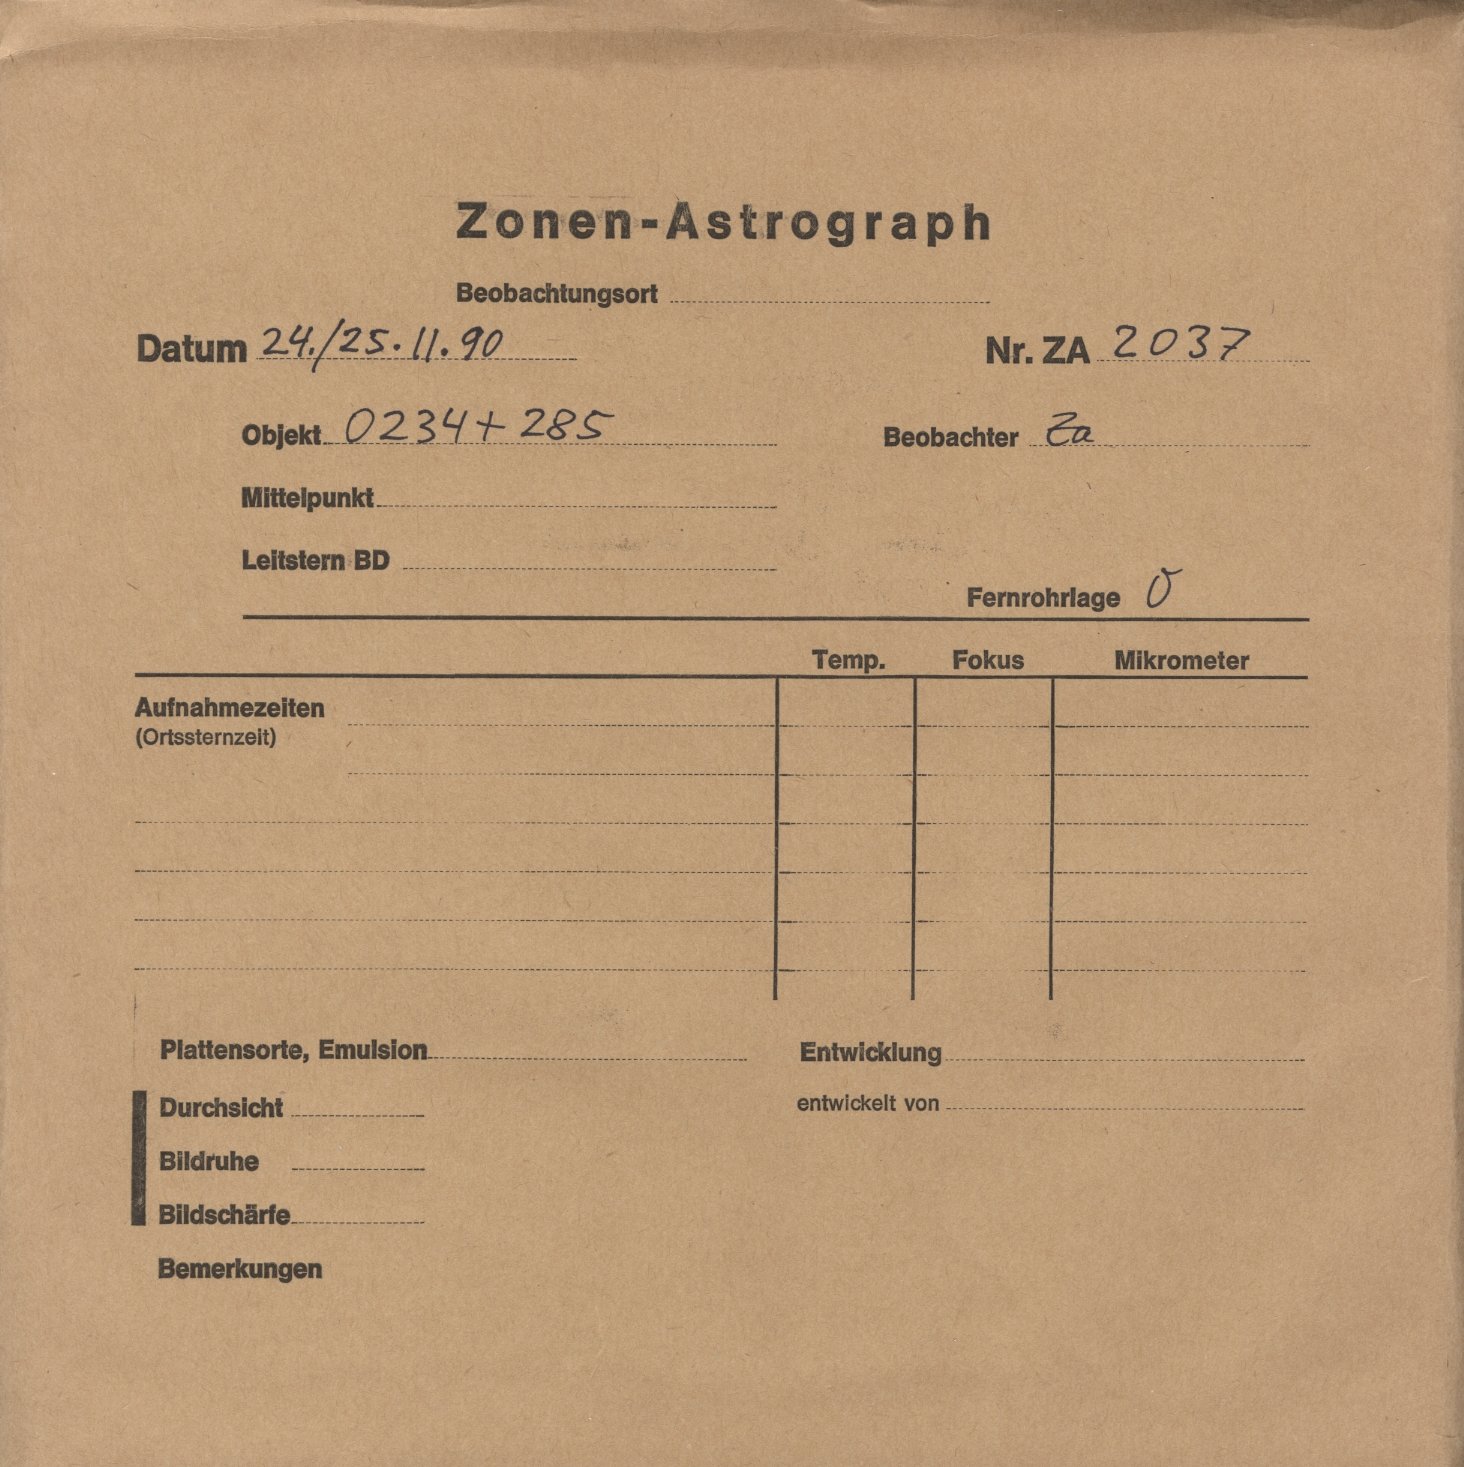 Zonen-Astrograph
Beobachtungsort
Datum 24./25.11.90 Nr. ZA 2037
Objekt 0234+285 Beobachter Za
Mittelpunkt
Leitstern BD
Fernrohrlage O
Temp. Fokus Mikrometer
Aufnahmezeiten
(Ortssternzeit)
Plattensorte, Emulsion Entwicklung
Durchsicht entwickelt von
Bildruhe
Bildschärfe
Bemerkungen